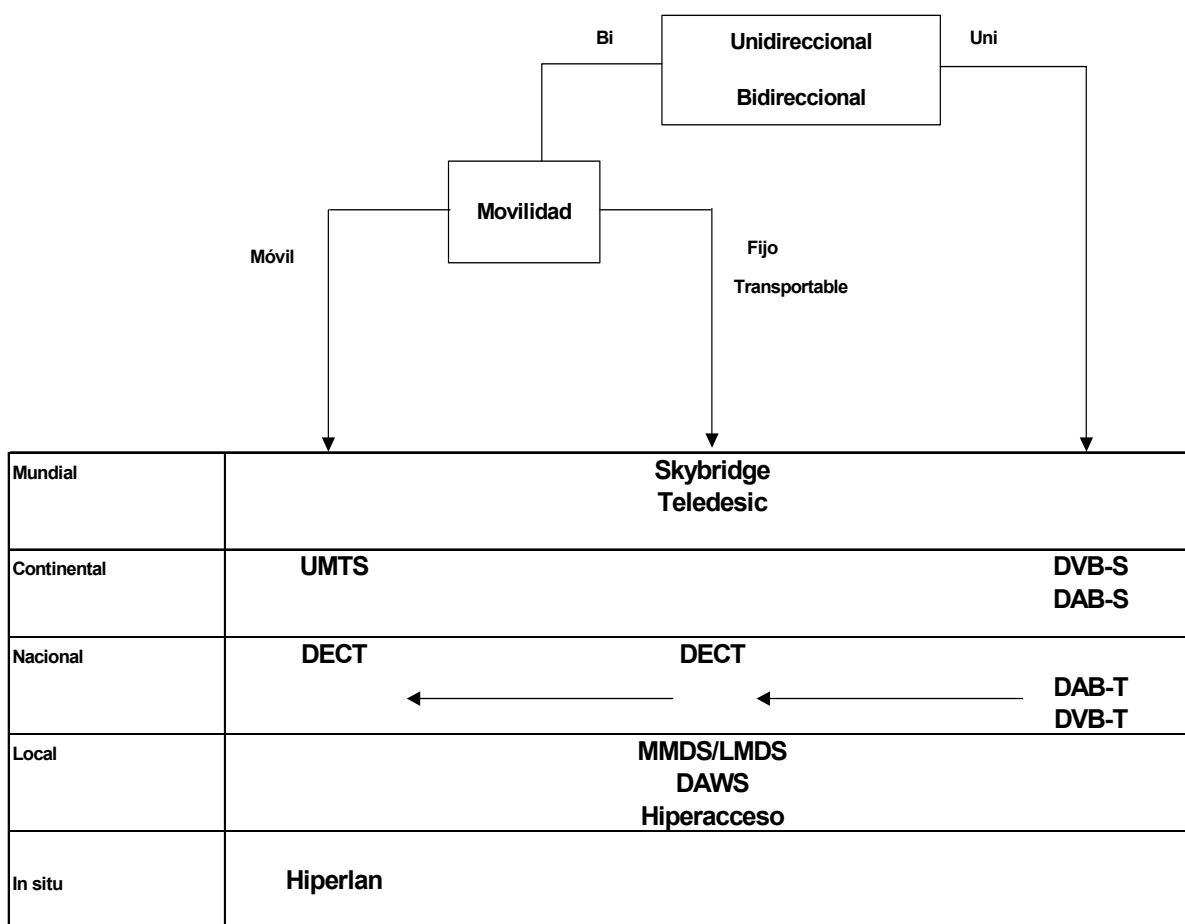 Bi
Unidireccional
Uni
Bidireccional
Movilidad
Móvil
Fijo
Transportable
Mundial
Skybridge
Teledesic
Continental
UMTS
DVB-S
DAB-S
Nacional
DECT
DECT
DAB-T
DVB-T
Local
MMDS/LMDS
DAWS
Hiperacceso
In situ
Hiperlan